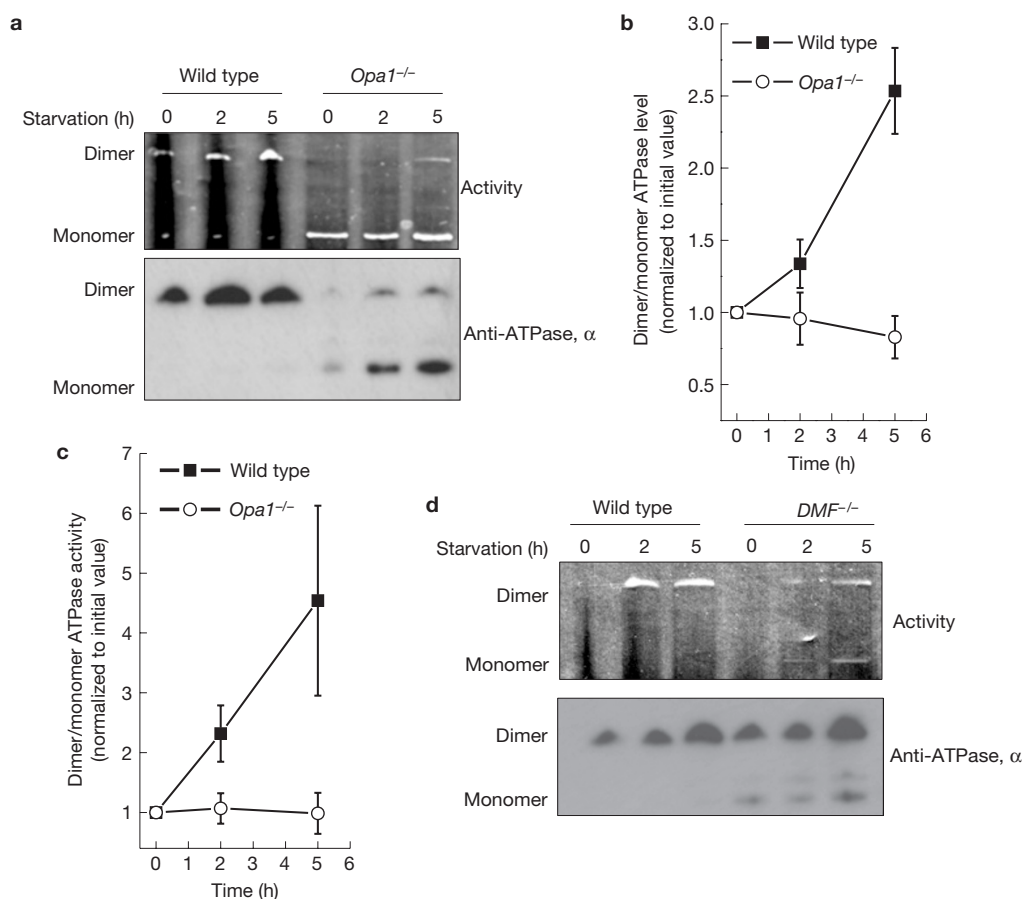 a
Wild type Opa1–/–
Starvation (h) 0 2 5 0 2 5
Dimer
Activity
Monomer
Dimer
Anti-ATPase, α
Monomer
b
Dimer/monomer ATPase level
(normalized to initial value)
3.0
2.5
2.0
1.5
1.0
0.5
Wild type
Opa1–/–
0 1 2 3 4 5 6
Time (h)
c
Dimer/monomer ATPase activity
(normalized to initial value)
7
6
5
4
3
2
1
Wild type
Opa1–/–
0 1 2 3 4 5 6
Time (h)
d
Wild type DMF–/–
Starvation (h) 0 2 5 0 2 5
Dimer
Activity
Monomer
Dimer
Anti-ATPase, α
Monomer